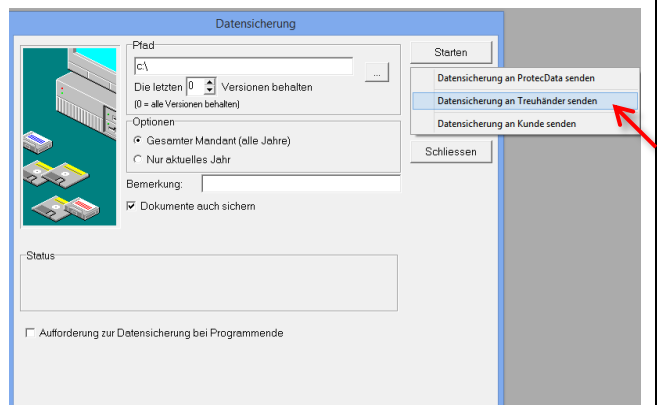 Datensicherung
Pfad
c:\
...
Die letzten 0 Versionen behalten
(0 = alle Versionen behalten)
Optionen
Gesamter Mandant (alle Jahre)
Nur aktuelles Jahr
Bemerkung:
Dokumente auch sichern
Starten
Datensicherung an ProtecData senden
Datensicherung an Treuhänder senden
Datensicherung an Kunde senden
Schliessen
Status
Aufforderung zur Datensicherung bei Programmende